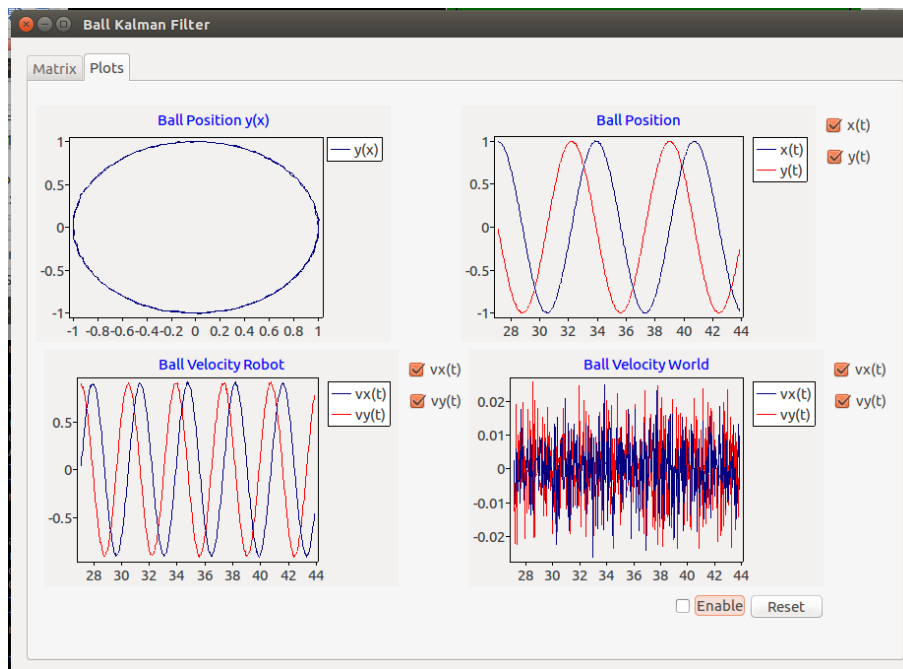 Ball Kalman Filter
Matrix Plots
Ball Position y(x)
y(x)
1
0.5
0
-0.5
-1
-1 -0.8 -0.6 -0.4 -0.2 0 0.2 0.4 0.6 0.8 1
Ball Position
x(t)
y(t)
1
0.5
0
-0.5
-1
28 30 32 34 36 38 40 42 44
x(t)
y(t)
Ball Velocity Robot
vx(t)
vy(t)
0.5
0
-0.5
28 30 32 34 36 38 40 42 44
vx(t)
vy(t)
Ball Velocity World
vx(t)
vy(t)
0.02
0.01
0
-0.01
-0.02
28 30 32 34 36 38 40 42 44
vx(t)
vy(t)
Enable Reset